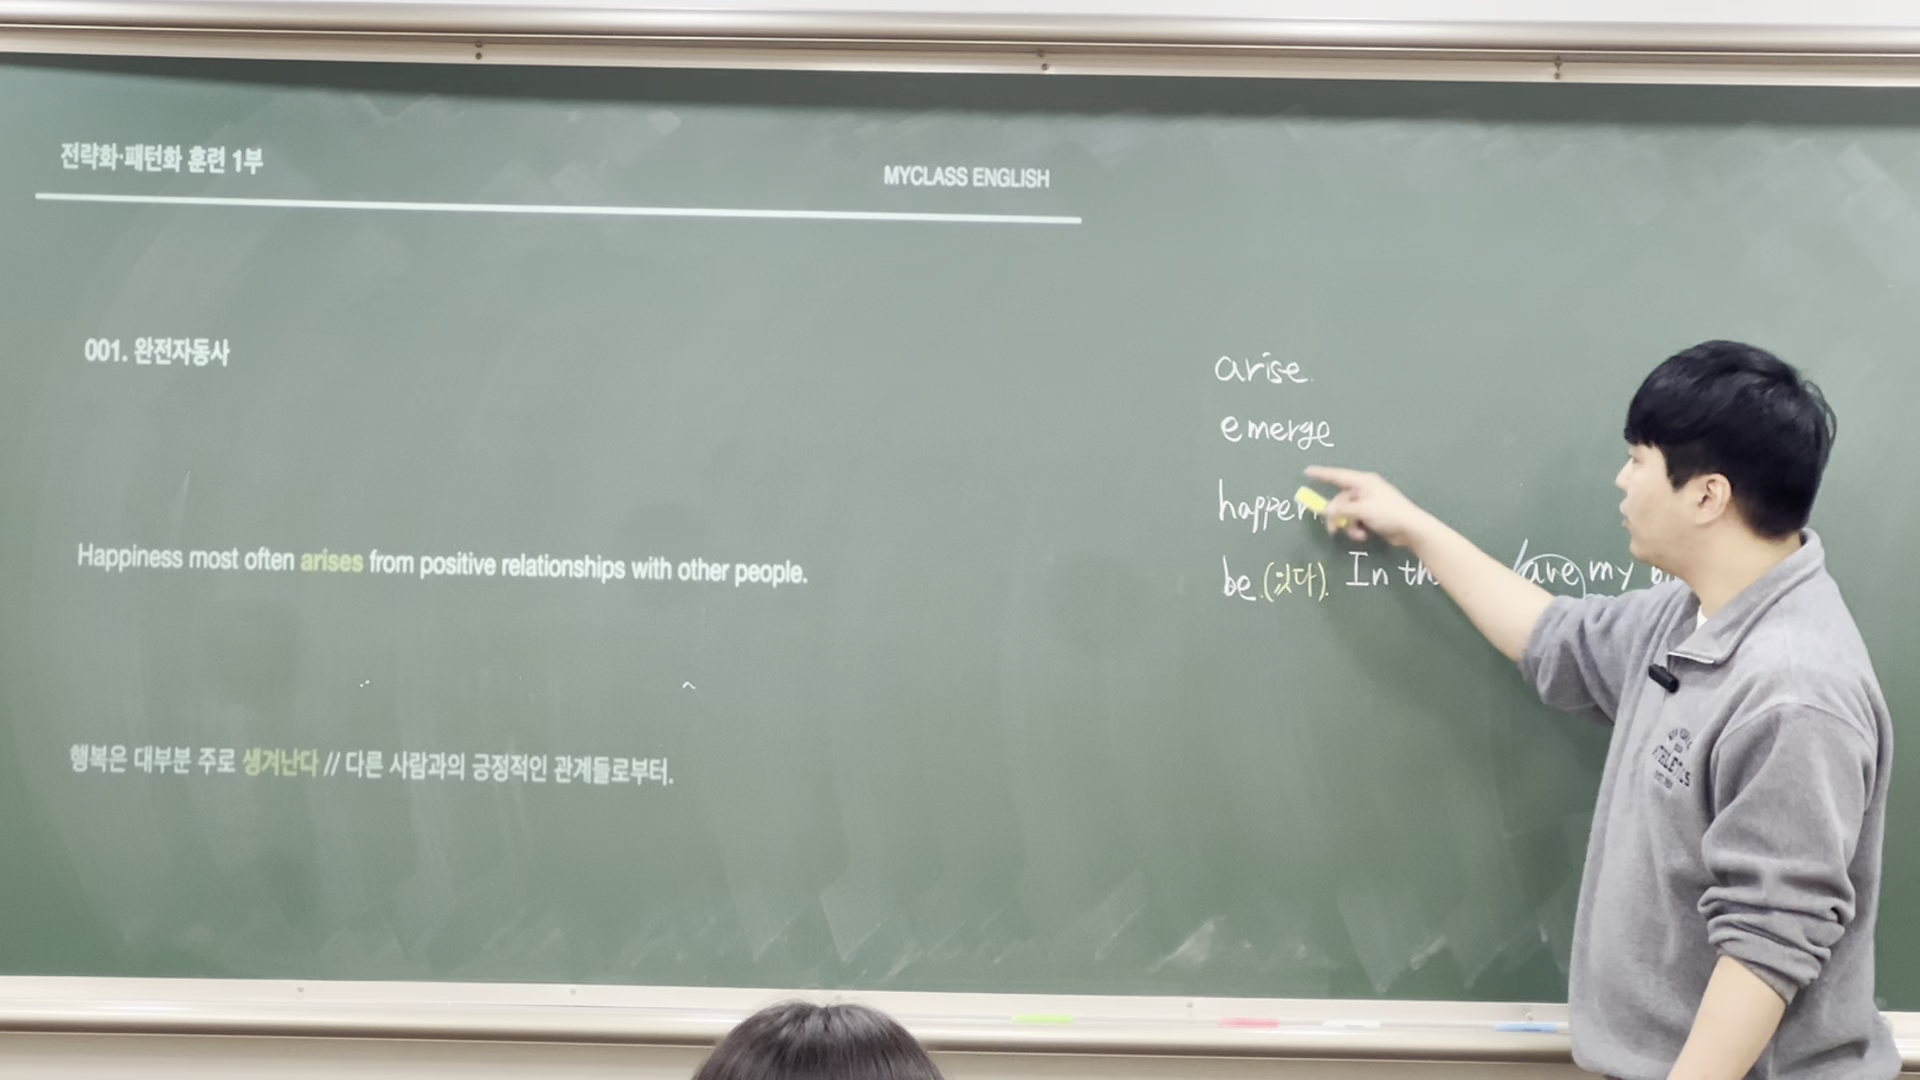 전략화·패턴화 훈련 1부
MYCLASS ENGLISH
001. 완전자동사
Happiness most often arises from positive relationships with other people.
행복은 대부분 주로 생겨난다 // 다른 사람과의 긍정적인 관계들로부터.
arise.
emerge
happen
be.(있다). In are my